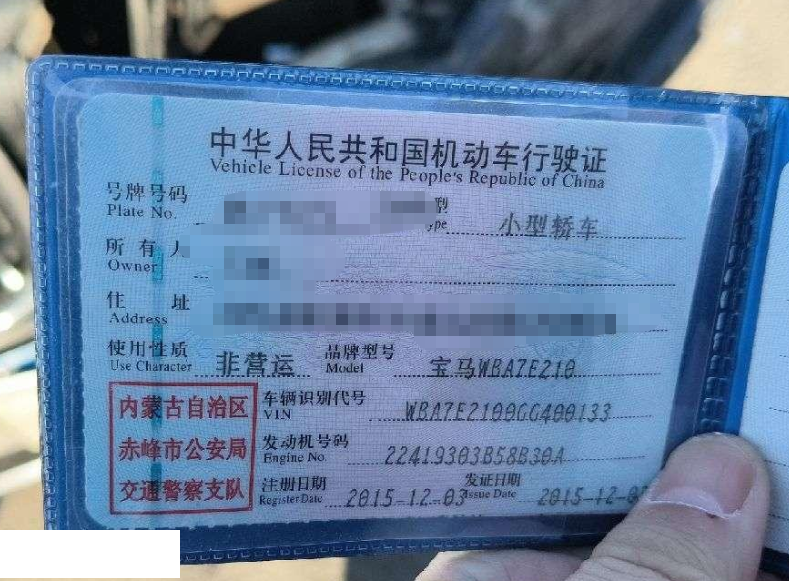 中华人民共和国机动车行驶证
Vehicle License of the People's Republic of China
号牌号码 型
Plate No. ype 小型轿车
所有人
Owner
住 址
Address
使用性质 非营运 品牌型号 宝马WBA7E210
Use Character Model
内蒙古自治区 车辆识别代号 WBA7E2100GG400133
VIN
赤峰市公安局 发动机号码 22419303B58B30A
Engine No.
交通警察支队 注册日期 2015-12-03 发证日期 2015-12-03
Register Date Issue Date